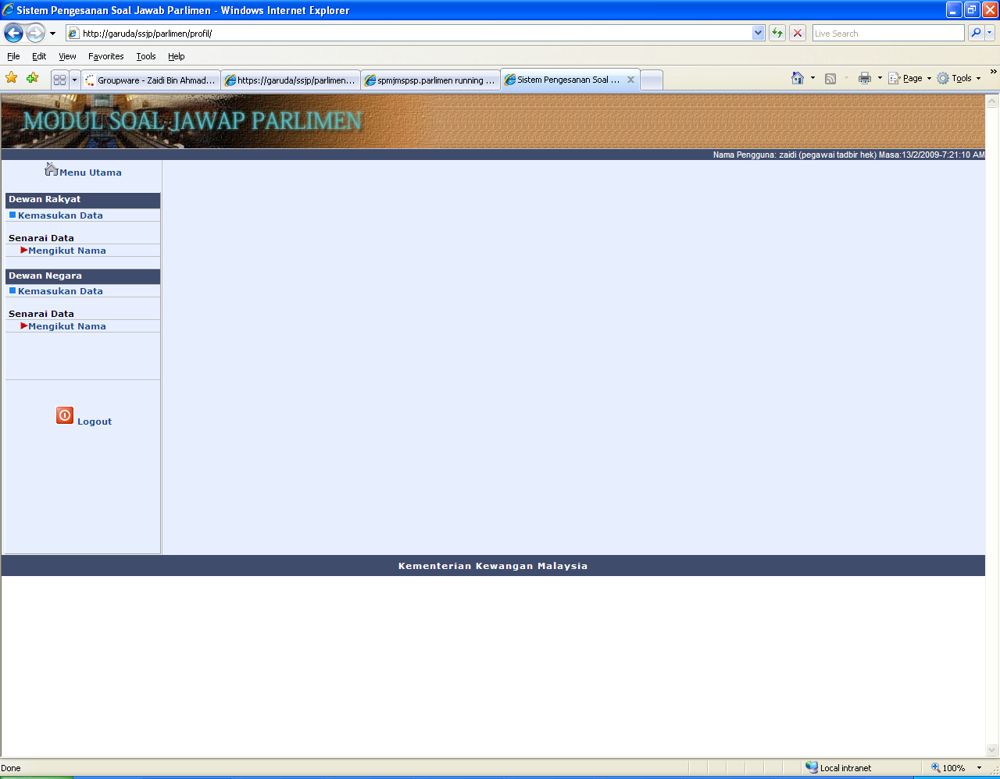 Sistem Pengesanan Soal Jawab Parlimen - Windows Internet Explorer
http://garuda/ssjp/parlimen/profil/
Live Search
File Edit View Favorites Tools Help
Groupware - Zaidi Bin Ahmad... https://garuda/ssjp/parlimen... spmjmspsp.parlimen running ... Sistem Pengesanan Soal ... Page Tools »
MODUL SOAL JAWAP PARLIMEN
Nama Pengguna: zaidi (pegawai tadbir hek) Masa:13/2/2009-7:21:10 AM
Menu Utama
Dewan Rakyat
Kemasukan Data
Senarai Data
Mengikut Nama
Dewan Negara
Kemasukan Data
Senarai Data
Mengikut Nama
Logout
Kementerian Kewangan Malaysia
Done Local intranet 100%